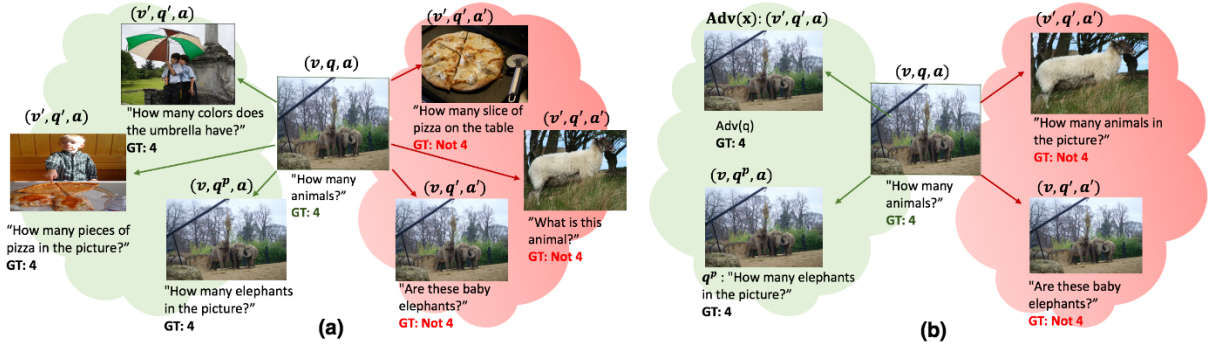 (v′, q′, a)
"How many colors does
the umbrella have?"
GT: 4
(v′, q′, a)
"How many pieces of
pizza in the picture?"
GT: 4
(v, qᵖ, a)
"How many elephants
in the picture?"
GT: 4
(v, q, a)
"How many
animals?"
GT: 4
(v′, q′, a′)
"How many slice of
pizza on the table
GT: Not 4
(v′, q′, a′)
"What is this
animal?"
GT: Not 4
(v, q′, a′)
"Are these baby
elephants?"
GT: Not 4
(a)
Adv(x): (v′, q′, a)
Adv(q)
GT: 4
(v, qᵖ, a)
qᵖ : "How many elephants
in the picture?"
GT: 4
(v, q, a)
"How many
animals?"
GT: 4
(v′, q′, a′)
"How many animals in
the picture?"
GT: Not 4
(v, q′, a′)
"Are these baby
elephants?"
GT: Not 4
(b)